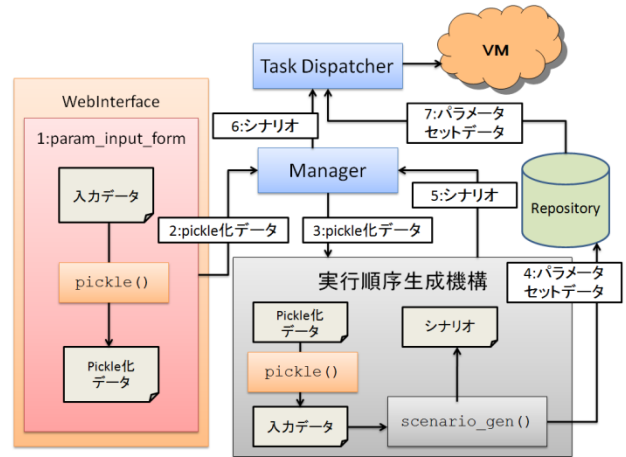 VM
Task Dispatcher
WebInterface
1:param_input_form
6:シナリオ
7:パラメータ
セットデータ
入力データ
Manager
5:シナリオ
Repository
2:pickle化データ
3:pickle化データ
pickle()
実行順序生成機構
4:パラメータ
セットデータ
Pickle化
データ
シナリオ
Pickle化
データ
pickle()
入力データ
scenario_gen()